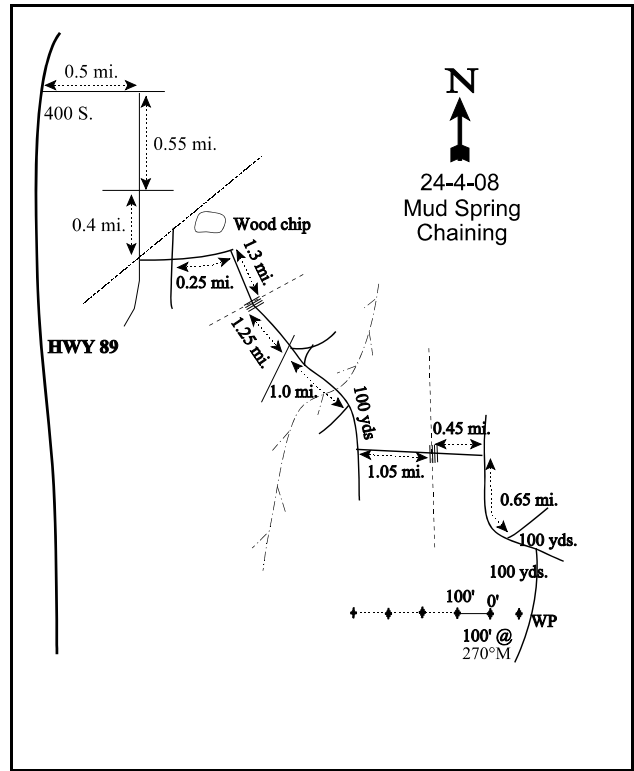 0.5 mi.
400 S.
0.55 mi.
0.4 mi.
N
24-4-08
Mud Spring
Chaining
Wood chip
0.25 mi.
1.3 mi.
1.25 mi.
HWY 89
1.0 mi.
100 yds
1.05 mi.
0.45 mi.
0.65 mi.
100 yds.
100 yds.
100'
0'
WP
100' @
270°M